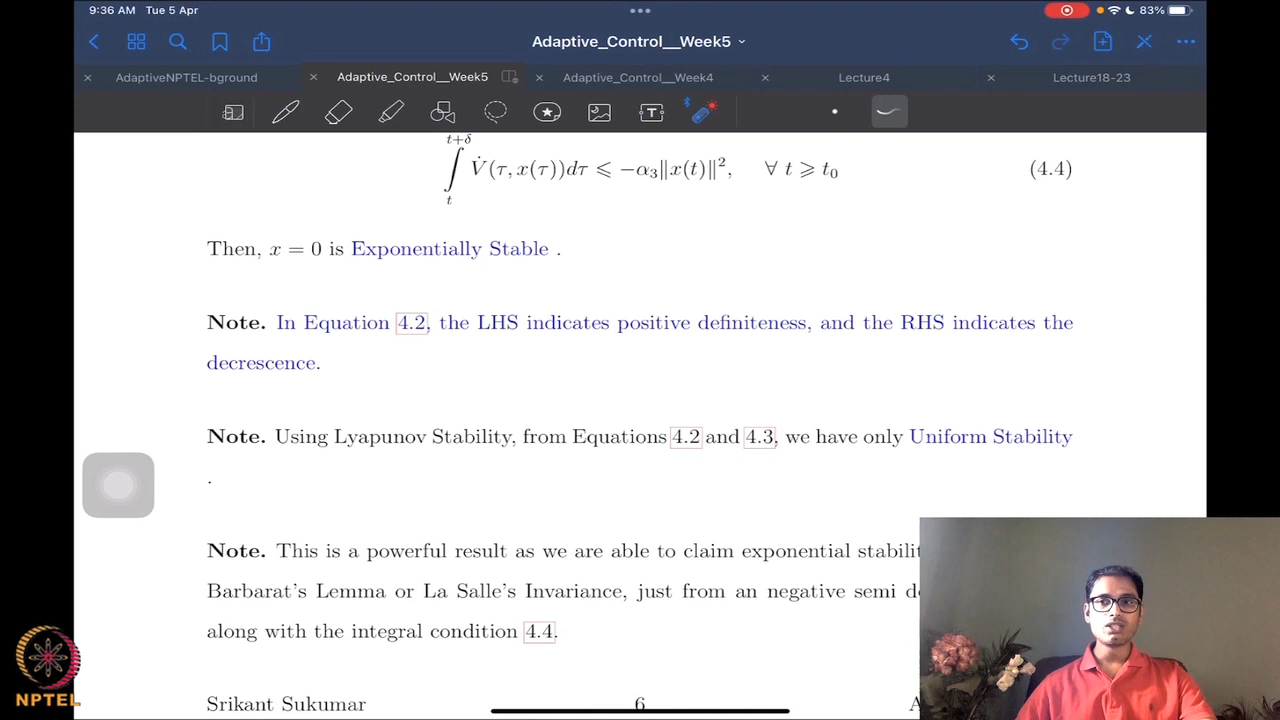 9:36 AM Tue 5 Apr
83%
Adaptive_Control__Week5
AdaptiveNPTEL-bground
Adaptive_Control__Week5
Adaptive_Control__Week4
Lecture4
Lecture18-23
t+δ
∫ V̇(τ, x(τ))dτ ⩽ −α₃‖x(t)‖², ∀ t ⩾ t₀ (4.4)
t
Then, x = 0 is Exponentially Stable .
Note. In Equation 4.2, the LHS indicates positive definiteness, and the RHS indicates the
decrescence.
Note. Using Lyapunov Stability, from Equations 4.2 and 4.3, we have only Uniform Stability
.
Note. This is a powerful result as we are able to claim exponential
Barbarat's Lemma or La Salle's Invariance, just from an negative semi
along with the integral condition 4.4.
Srikant Sukumar 6 A
NPTEL